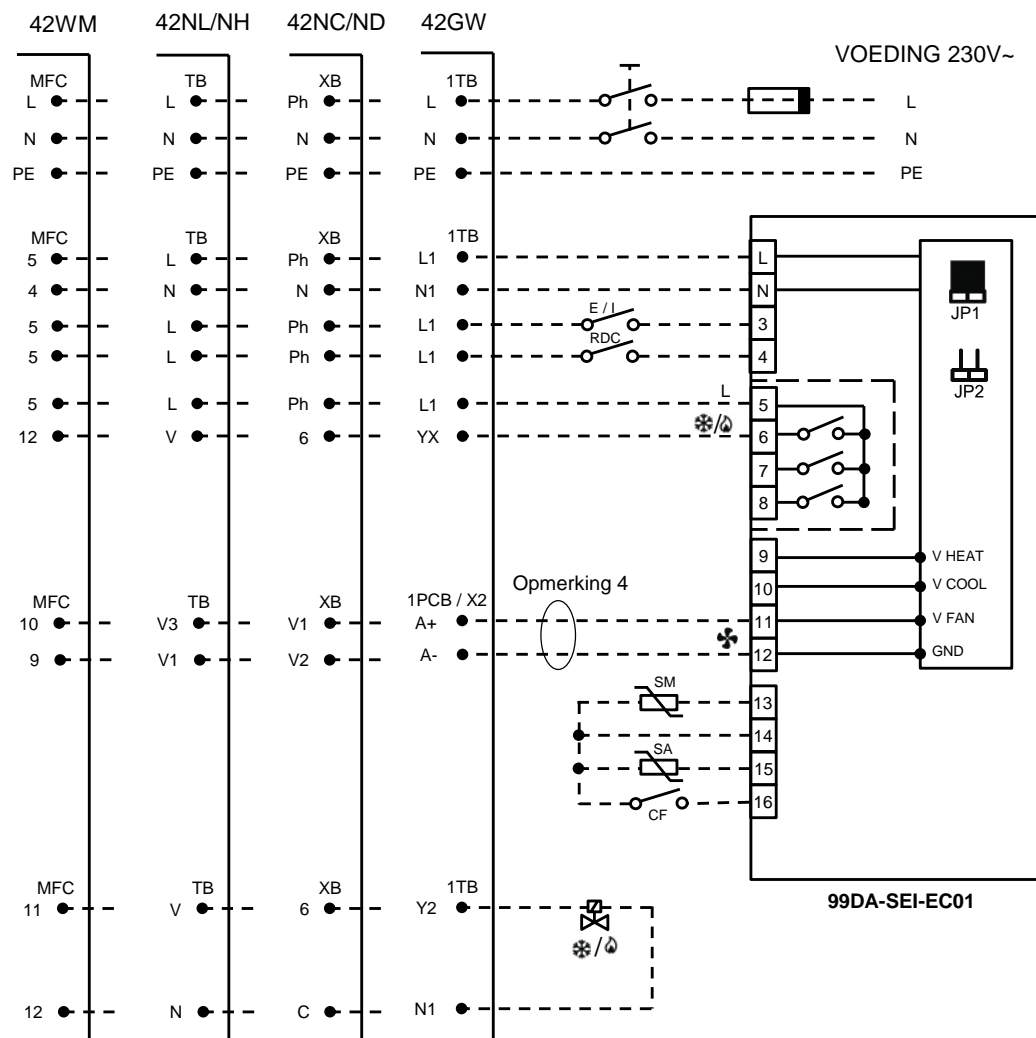 42WM 42NL/NH 42NC/ND 42GW
VOEDING 230V~
MFC TB XB 1TB
L L Ph L L
N N N N N
PE PE PE PE PE
MFC TB XB 1TB
5 L Ph L1 L
4 N N N1 N
JP1
E / I
5 L Ph L1 3
RDC
5 L Ph L1 4
JP2
L
5 L Ph L1 5
12 V 6 YX / 6
7
8
9 V HEAT
Opmerking 4
10 V COOL
MFC TB XB 1PCB / X2
10 V3 V1 A+ 11 V FAN
9 V1 V2 A- 12 GND
SM
13
14
SA
15
16
CF
MFC TB XB 1TB
11 V 6 Y2
99DA-SEI-EC01
/
12 N C N1